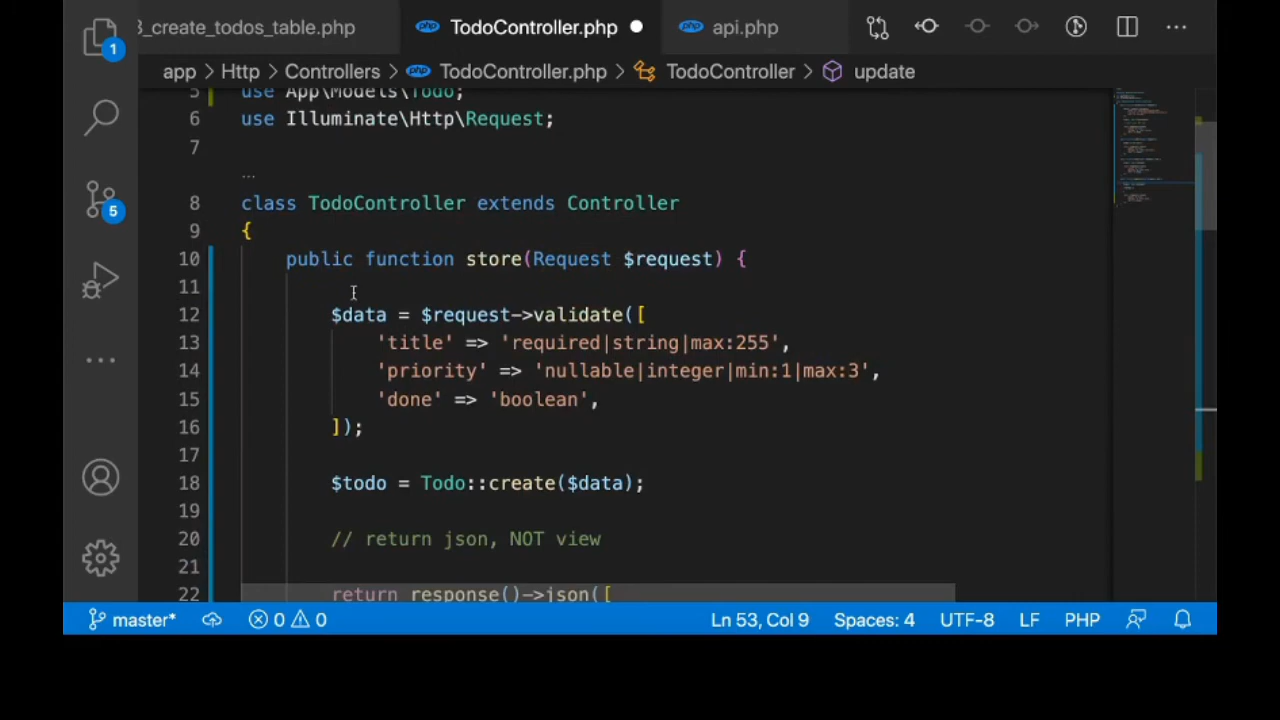 3_create_todos_table.php
php TodoController.php
php api.php
app > Http > Controllers > php TodoController.php > TodoController > update
5 use App\Models\Todo;
6 use Illuminate\Http\Request;
7
...
8 class TodoController extends Controller
9 {
10 public function store(Request $request) {
11
12 $data = $request->validate([
13 'title' => 'required|string|max:255',
14 'priority' => 'nullable|integer|min:1|max:3',
15 'done' => 'boolean',
16 ]);
17
18 $todo = Todo::create($data);
19
20 // return json, NOT view
21
22 return response()->json([
1
5
master* 0 0 Ln 53, Col 9 Spaces: 4 UTF-8 LF PHP